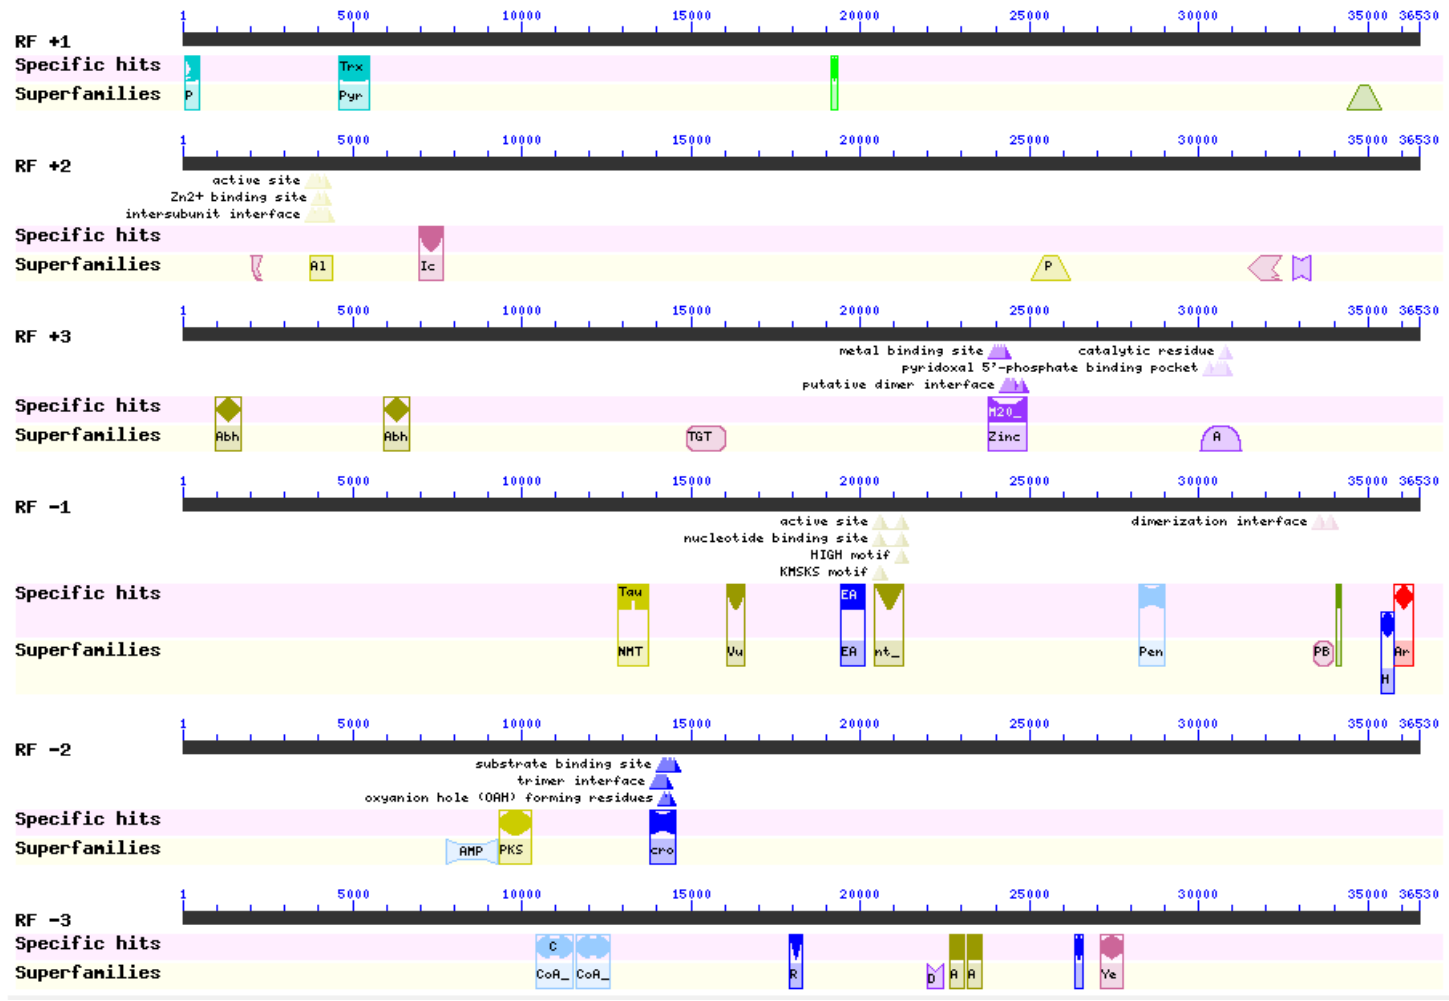 1 5000 10000 15000 20000 25000 30000 35000 36530
RF +1
Specific hits Trx
Superfamilies P Pyr
1 5000 10000 15000 20000 25000 30000 35000 36530
RF +2
active site
Zn2+ binding site
intersubunit interface
Specific hits
Superfamilies Al Ic P
1 5000 10000 15000 20000 25000 30000 35000 36530
RF +3
metal binding site catalytic residue
pyridoxal 5'-phosphate binding pocket
putative dimer interface
Specific hits M20_
Superfamilies Abh Abh TGT Zinc A
1 5000 10000 15000 20000 25000 30000 35000 36530
RF -1
active site dimerization interface
nucleotide binding site
HIGH motif
KMSKS motif
Specific hits Tau EA
Superfamilies NMT Vu EA nt_ Pen PB Ar
H
1 5000 10000 15000 20000 25000 30000 35000 36530
RF -2
substrate binding site
trimer interface
oxyanion hole (OAH) forming residues
Specific hits
Superfamilies AMP PKS cro
1 5000 10000 15000 20000 25000 30000 35000 36530
RF -3
Specific hits C
Superfamilies CoA_ CoA_ R D A A Ye